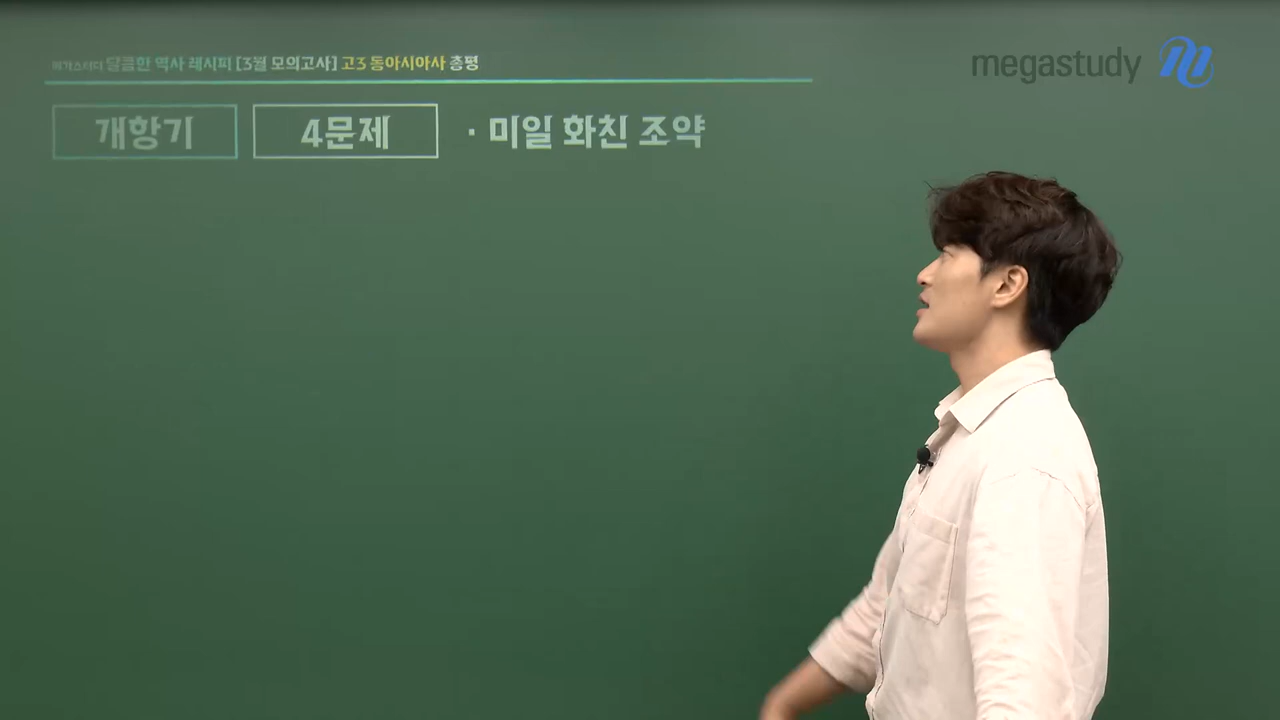 메가스터디 달콤한 역사 레시피 [3월 모의고사] 고3 동아시아사 총평
megastudy
개항기 4문제 · 미일 화친 조약